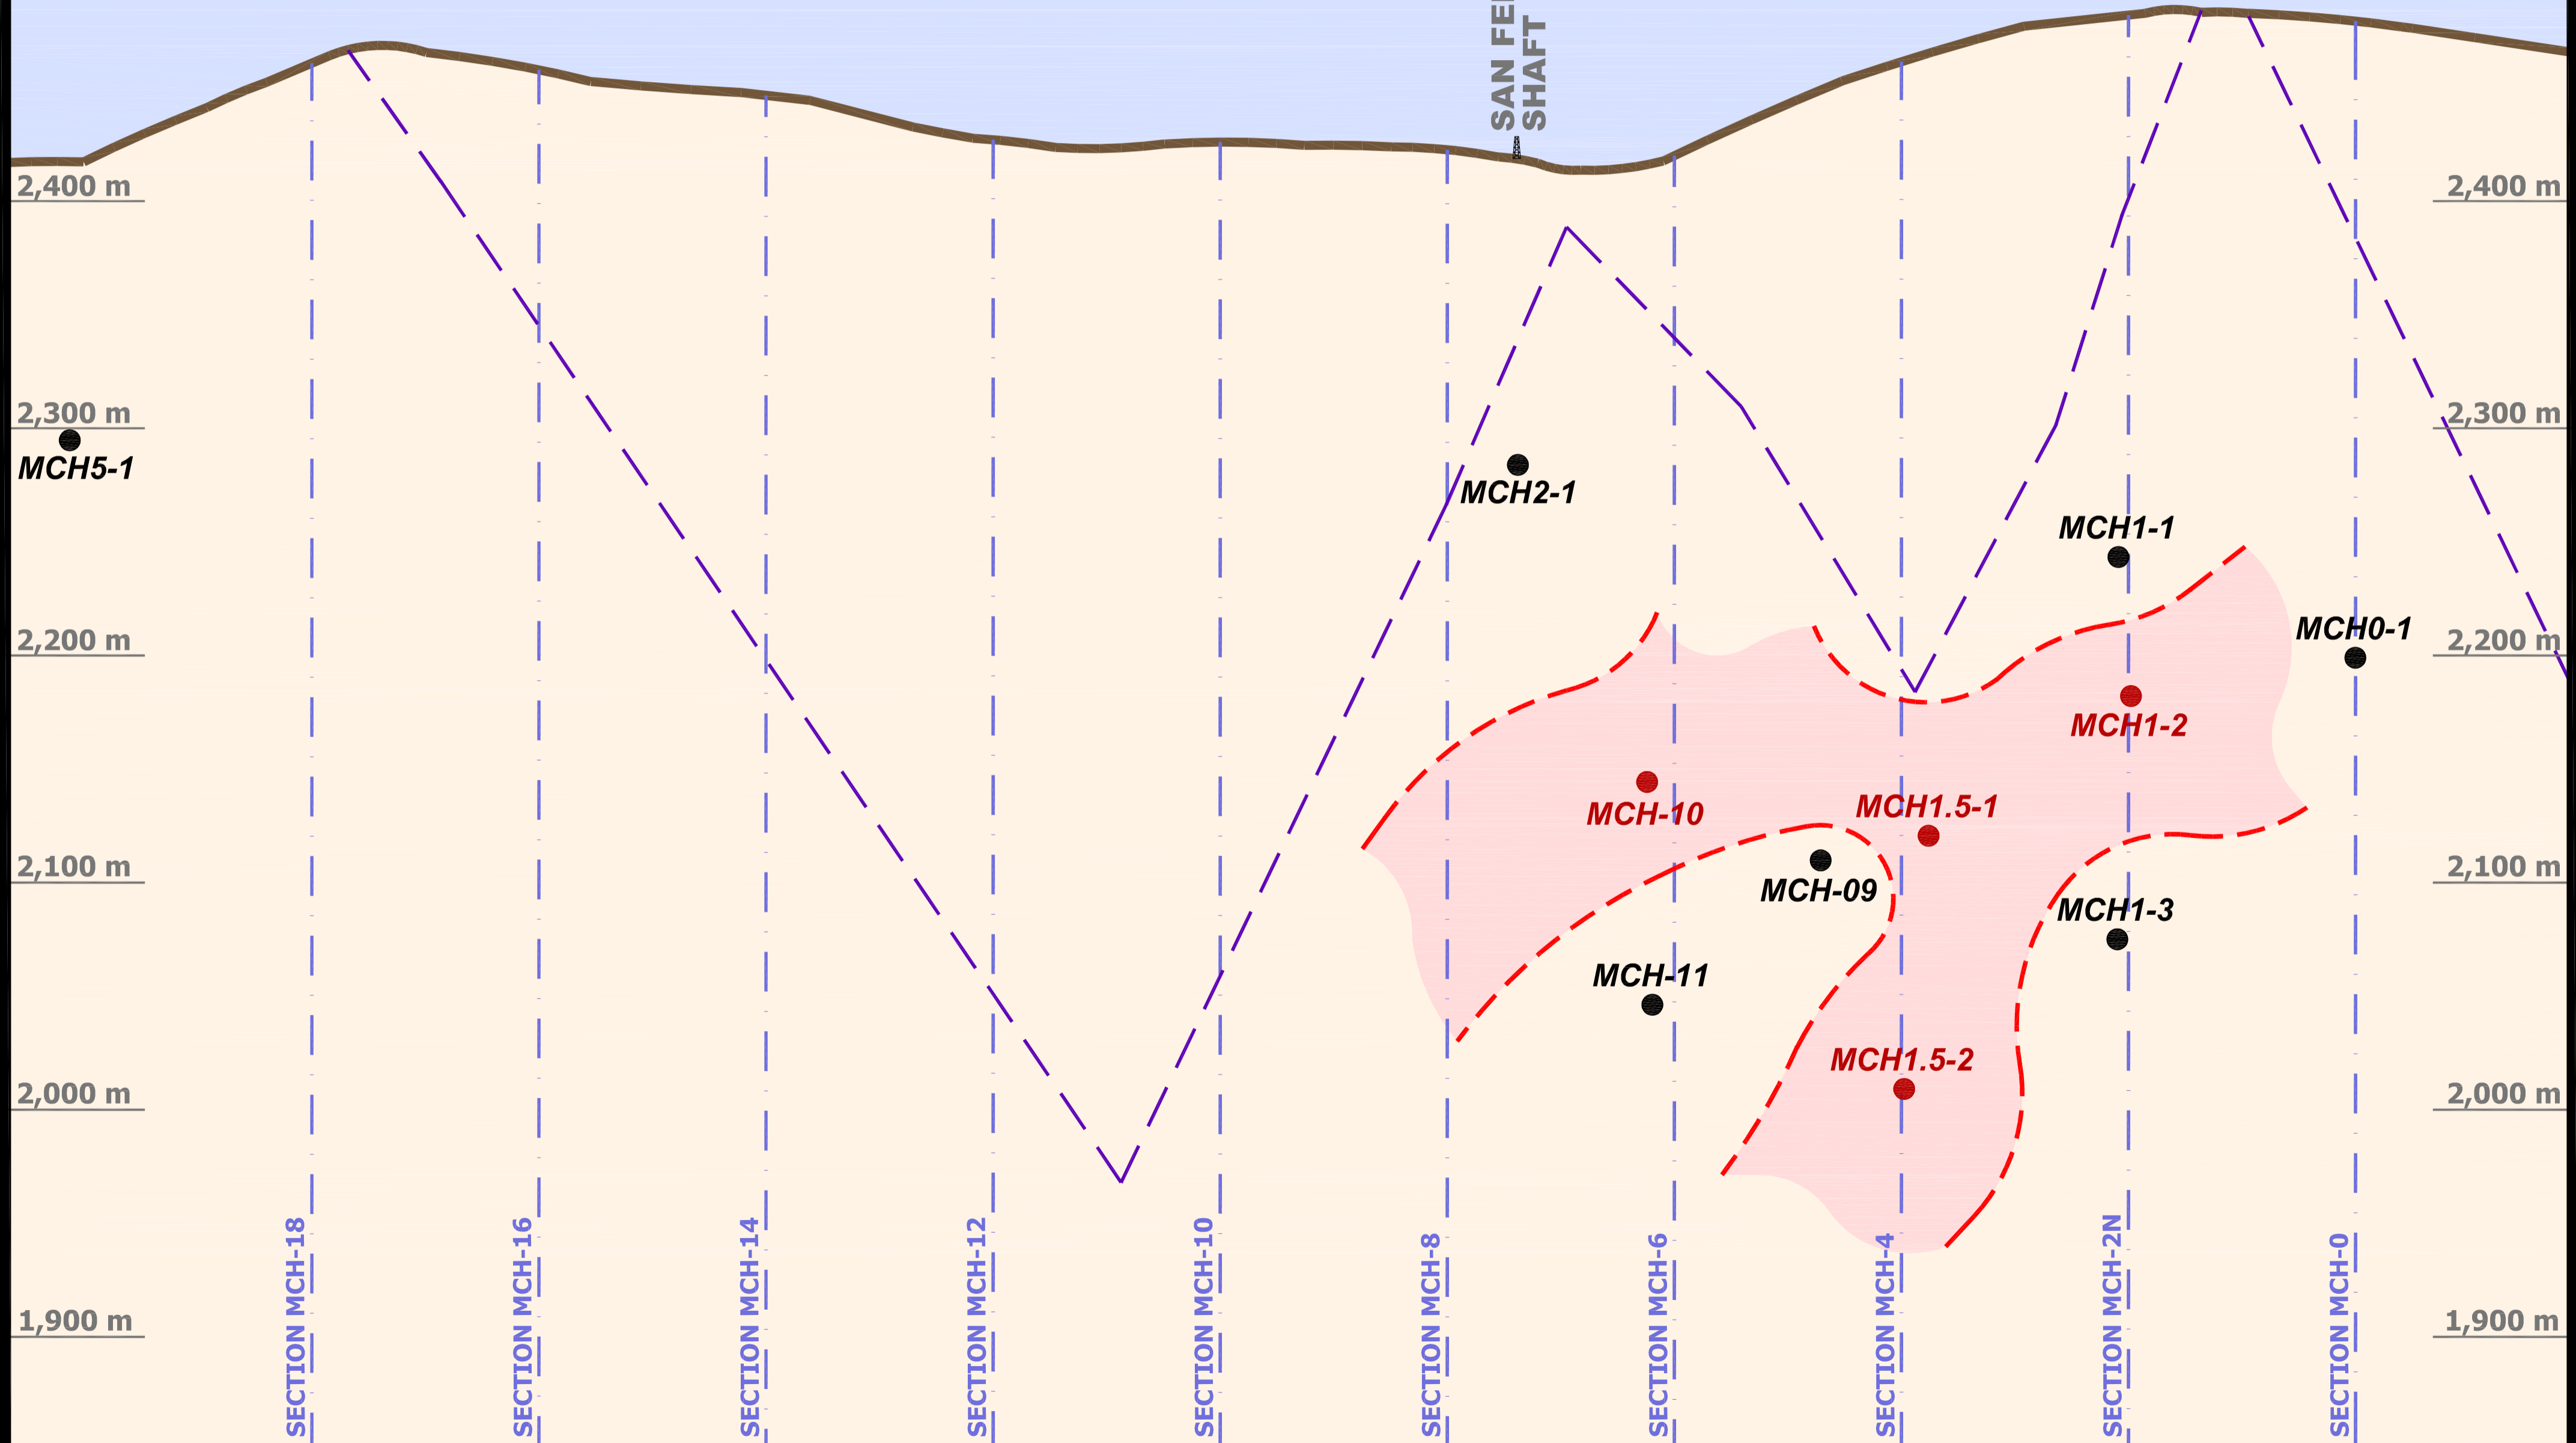 SAN FE
SHAFT
2,400 m
2,400 m
2,300 m
2,300 m
MCH5-1
MCH2-1
MCH1-1
2,200 m
MCH0-1
2,200 m
MCH1-2
MCH-10
MCH1.5-1
2,100 m
MCH-09
2,100 m
MCH1-3
MCH-11
MCH1.5-2
2,000 m
2,000 m
1,900 m
1,900 m
SECTION MCH-18
SECTION MCH-16
SECTION MCH-14
SECTION MCH-12
SECTION MCH-10
SECTION MCH-8
SECTION MCH-6
SECTION MCH-4
SECTION MCH-2N
SECTION MCH-0